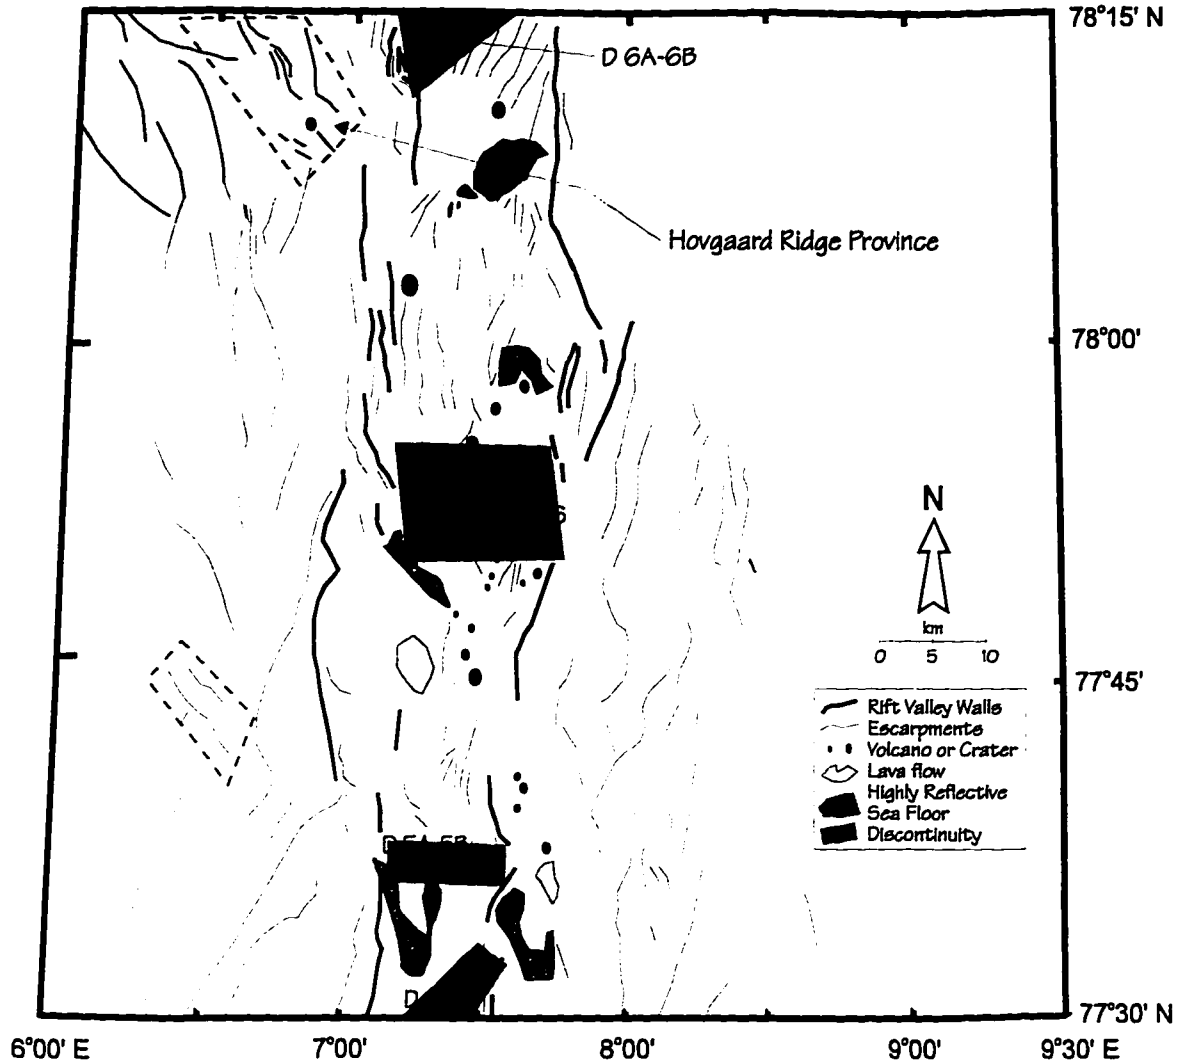 78°15' N
D 6A-6B
Hovgaard Ridge Province
78°00'
N
km
0 5 10
77°45'
Rift Valley Walls
Escarpments
Volcano or Crater
Lava flow
Highly Reflective
Sea Floor
Discontinuity
D 5A-5B
D
77°30' N
6°00' E 7°00' 8°00' 9°00' 9°30' E